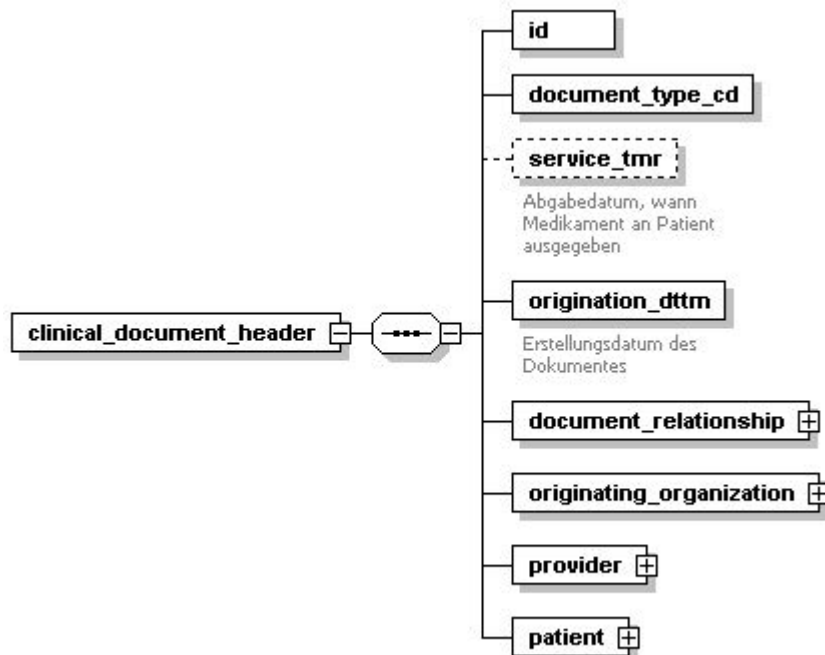 id
document_type_cd
service_tmr
Abgabedatum, wann
Medikament an Patient
ausgegeben
origination_dttm
clinical_document_header
Erstellungsdatum des
Dokumentes
document_relationship
originating_organization
provider
patient